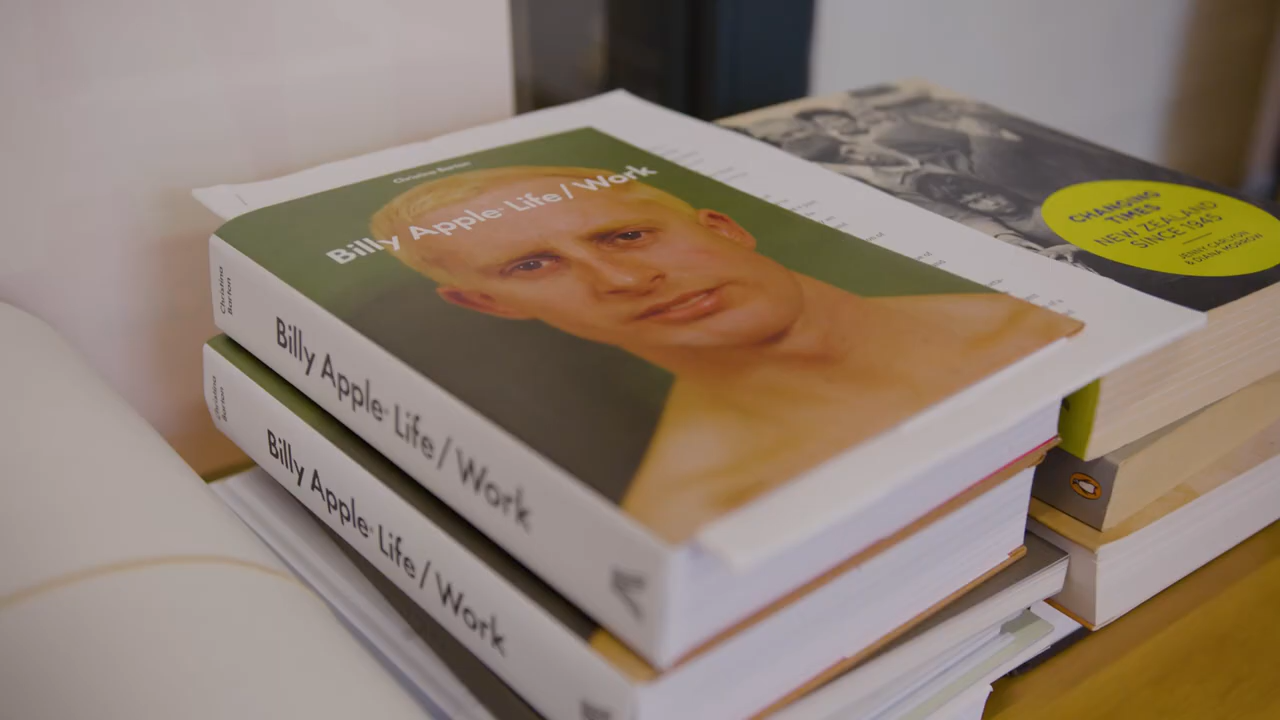 Christina Barton
Billy Apple® Life / Work
Christina
Barton
Billy Apple® Life / Work
Christina
Barton
Billy Apple® Life / Work
CHANGING
TIMES
NEW ZEALAND
SINCE 1945
JENNY CARLYON
& DIANA MORROW